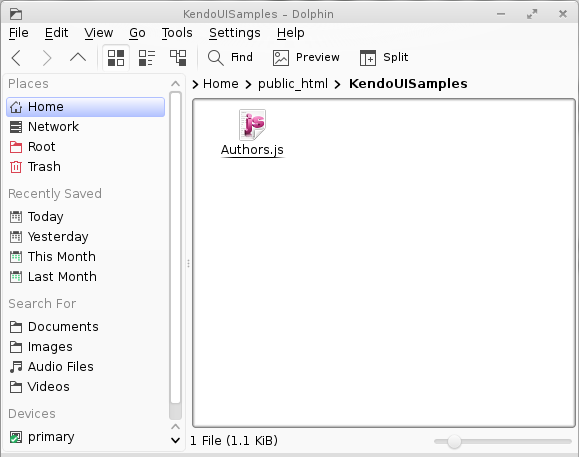 KendoUISamples – Dolphin
File Edit View Go Tools Settings Help
Find Preview Split
Places
Home
Network
Root
Trash
Recently Saved
Today
Yesterday
This Month
Last Month
Search For
Documents
Images
Audio Files
Videos
Devices
primary
Home public_html KendoUISamples
js
Authors.js
1 File (1.1 KiB)